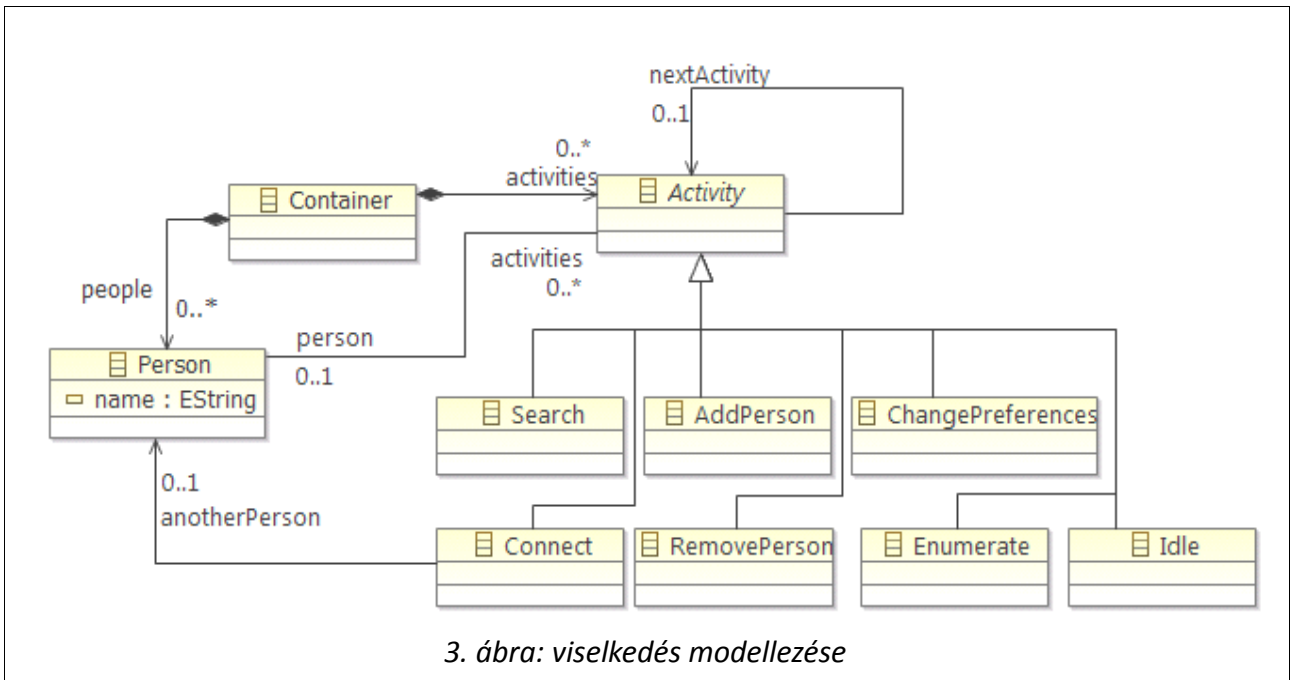 nextActivity
0..1
0..*
activities
Activity
Container
activities
0..*
people
0..*
person
0..1
Person
name : EString
Search
AddPerson
ChangePreferences
0..1
anotherPerson
Connect
RemovePerson
Enumerate
Idle
3. ábra: viselkedés modellezése